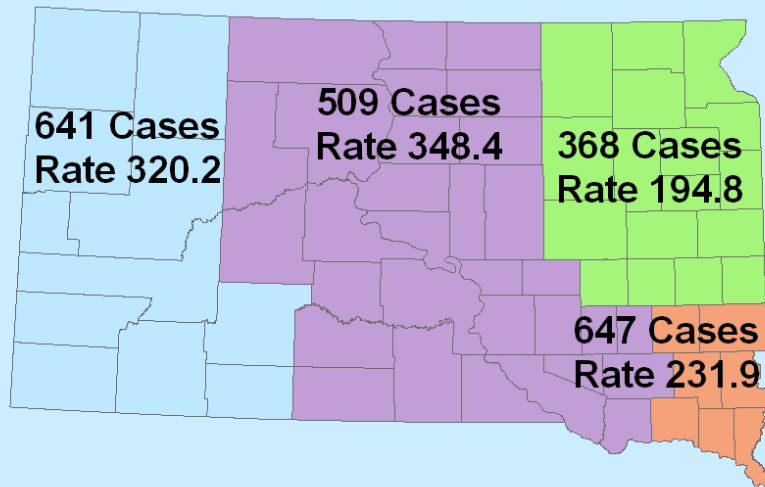 641 Cases
Rate 320.2
509 Cases
Rate 348.4
368 Cases
Rate 194.8
647 Cases
Rate 231.9